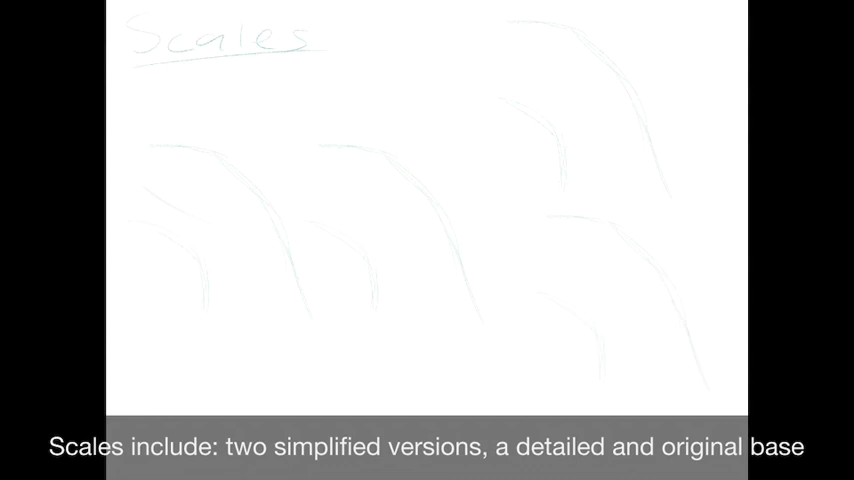 Scales
Scales include: two simplified versions, a detailed and original base